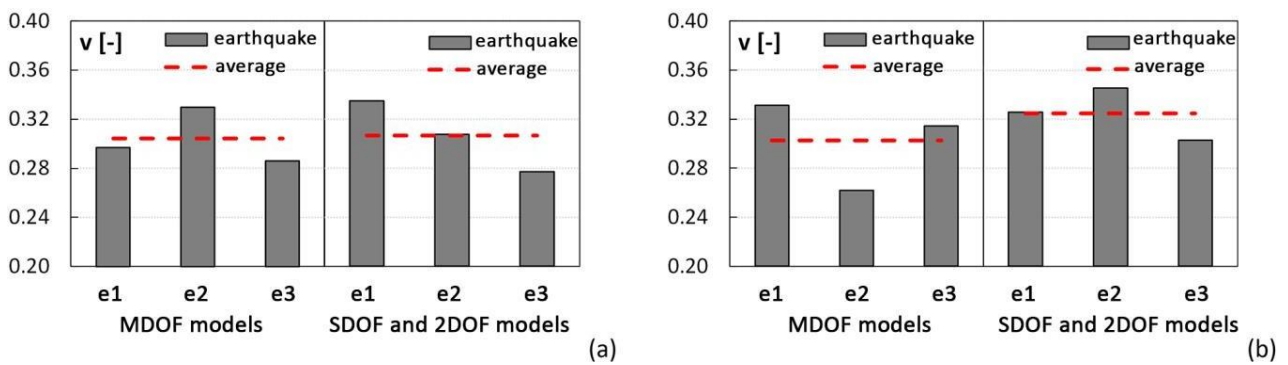 0.40
0.36
0.32
0.28
0.24
0.20
v [-]
earthquake
average
earthquake
average
e1 e2 e3 e1 e2 e3
MDOF models SDOF and 2DOF models
(a)
0.40
0.36
0.32
0.28
0.24
0.20
v [-]
earthquake
average
earthquake
average
e1 e2 e3 e1 e2 e3
MDOF models SDOF and 2DOF models
(b)